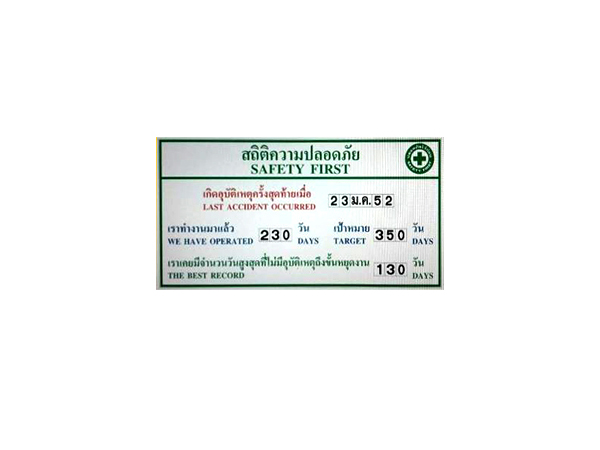 สถิติความปลอดภัย
SAFETY FIRST
เกิดอุบัติเหตุครั้งสุดท้ายเมื่อ 23 ม.ค. 52
LAST ACCIDENT OCCURRED
เราทำงานมาแล้ว 230 วัน เป้าหมาย 350 วัน
WE HAVE OPERATED DAYS TARGET DAYS
เราเคยมีจำนวนวันสูงสุดที่ไม่มีอุบัติเหตุถึงขั้นหยุดงาน 130 วัน
THE BEST RECORD DAYS